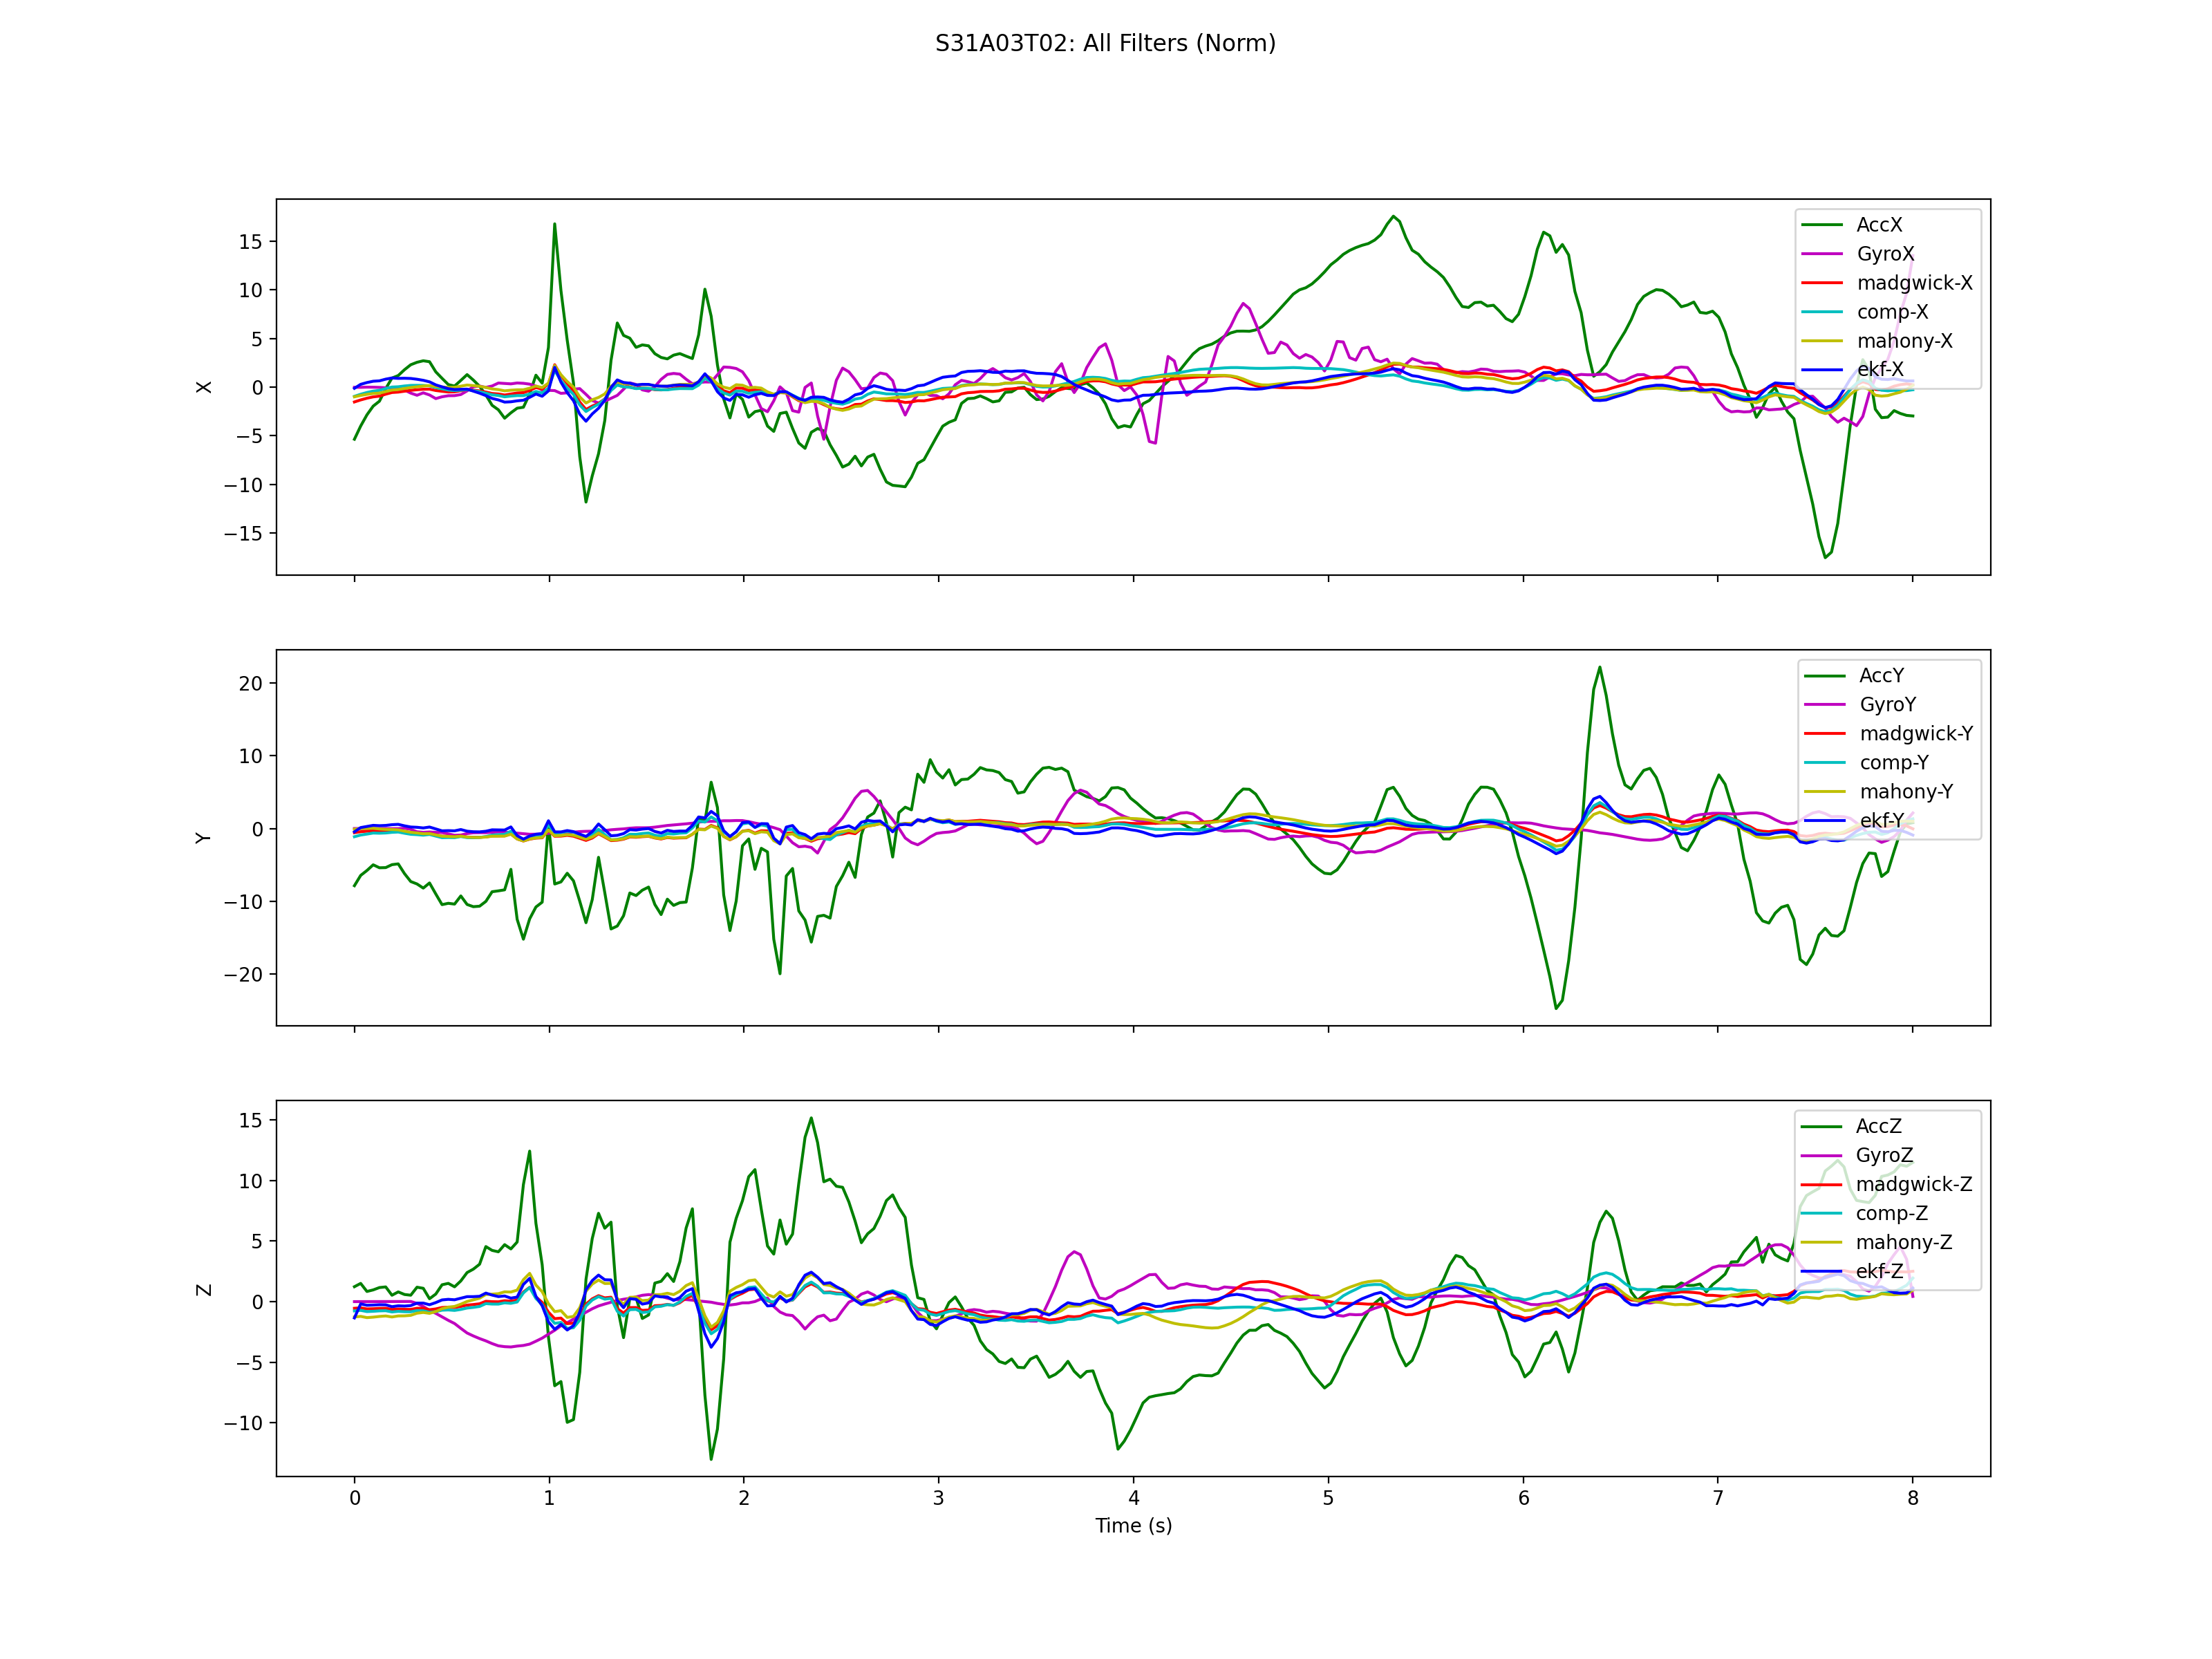 S31A03T02: All Filters (Norm)
15
10
5
0
−5
−10
−15
X
AccX
GyroX
madgwick-X
comp-X
mahony-X
ekf-X
20
10
0
−10
−20
Y
AccY
GyroY
madgwick-Y
comp-Y
mahony-Y
ekf-Y
15
10
5
0
−5
−10
Z
AccZ
GyroZ
madgwick-Z
comp-Z
mahony-Z
ekf-Z
0 1 2 3 4 5 6 7 8
Time (s)